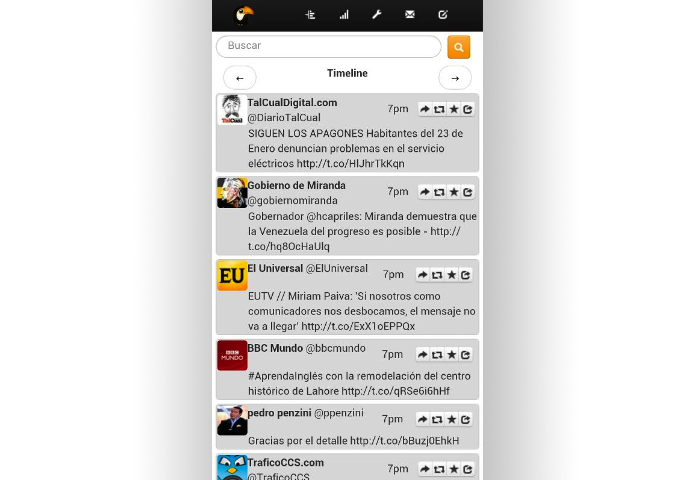 Buscar
Timeline
TalCualDigital.com
7pm
@DiarioTalCual
SIGUEN LOS APAGONES Habitantes del 23 de
Enero denuncian problemas en el servicio
eléctricos http://t.co/HlJhrTkKqn
Gobierno de Miranda
7pm
@gobiernomiranda
Gobernador @hcapriles: Miranda demuestra que
la Venezuela del progreso es posible - http://
t.co/hq8OcHaUlq
EU
El Universal @ElUniversal
7pm
EUTV // Miriam Paiva: 'Si nosotros como
comunicadores nos desbocamos, el mensaje no
va a llegar' http://t.co/ExX1oEPPQx
BBC
MUNDO
BBC Mundo @bbcmundo
7pm
#AprendaInglés con la remodelación del centro
histórico de Lahore http://t.co/qRSe6i6hHf
pedro penzini @ppenzini
7pm
Gracias por el detalle http://t.co/bBuzj0EhkH
TraficoCCS.com
7pm
@TraficoCCS